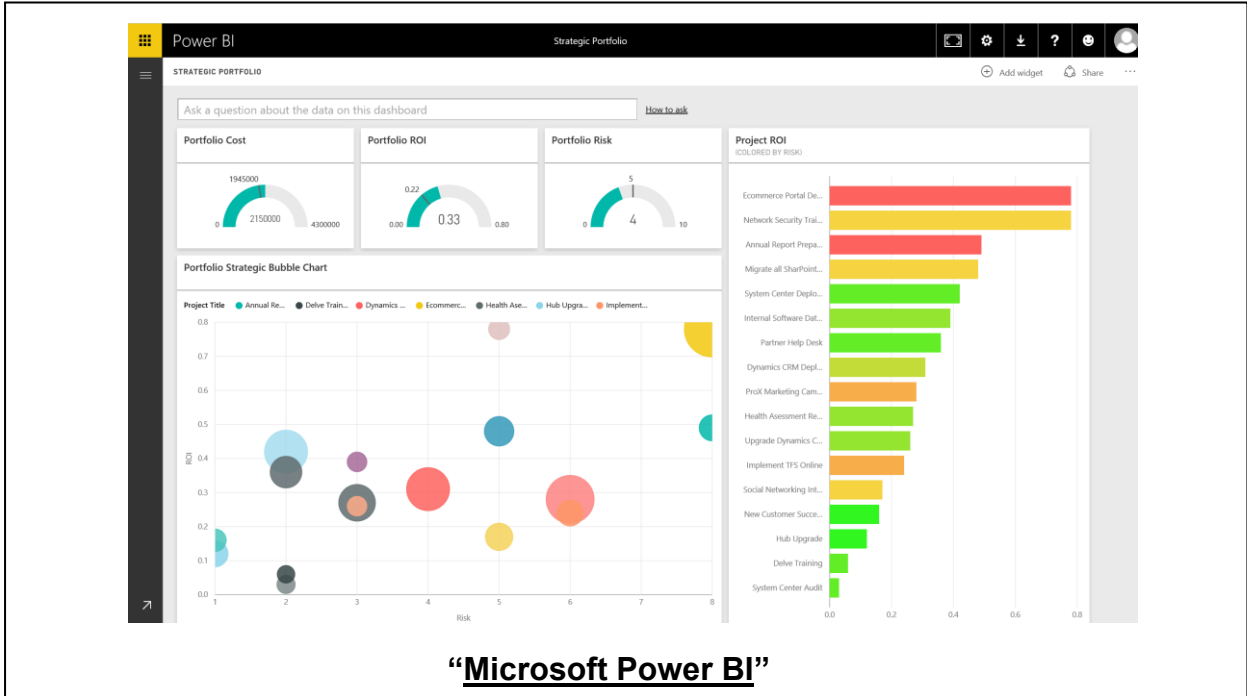 Power BI
Strategic Portfolio
?
STRATEGIC PORTFOLIO
Add widget
Share
...
Ask a question about the data on this dashboard
How to ask
Portfolio Cost
1945000
2150000
0
4300000
Portfolio ROI
0.22
0.33
0.00
0.80
Portfolio Risk
5
4
0
10
Portfolio Strategic Bubble Chart
Project Title
Annual Re...
Delve Train...
Dynamics ...
Ecommerc...
Health Ase...
Hub Upgra...
Implement...
0.8
0.7
0.6
0.5
0.4
0.3
0.2
0.1
0.0
ROI
1 2 3 4 5 6 7 8
Risk
Project ROI
(COLORED BY RISK)
Ecommerce Portal De...
Network Security Trai...
Annual Report Prepa...
Migrate all SharPoint...
System Center Deplo...
Internal Software Dat...
Partner Help Desk
Dynamics CRM Depl...
ProX Marketing Cam...
Health Asessment Re...
Upgrade Dynamics C...
Implement TFS Online
Social Networking Int...
New Customer Succe...
Hub Upgrade
Delve Training
System Center Audit
0.0 0.2 0.4 0.6 0.8
“Microsoft Power BI”